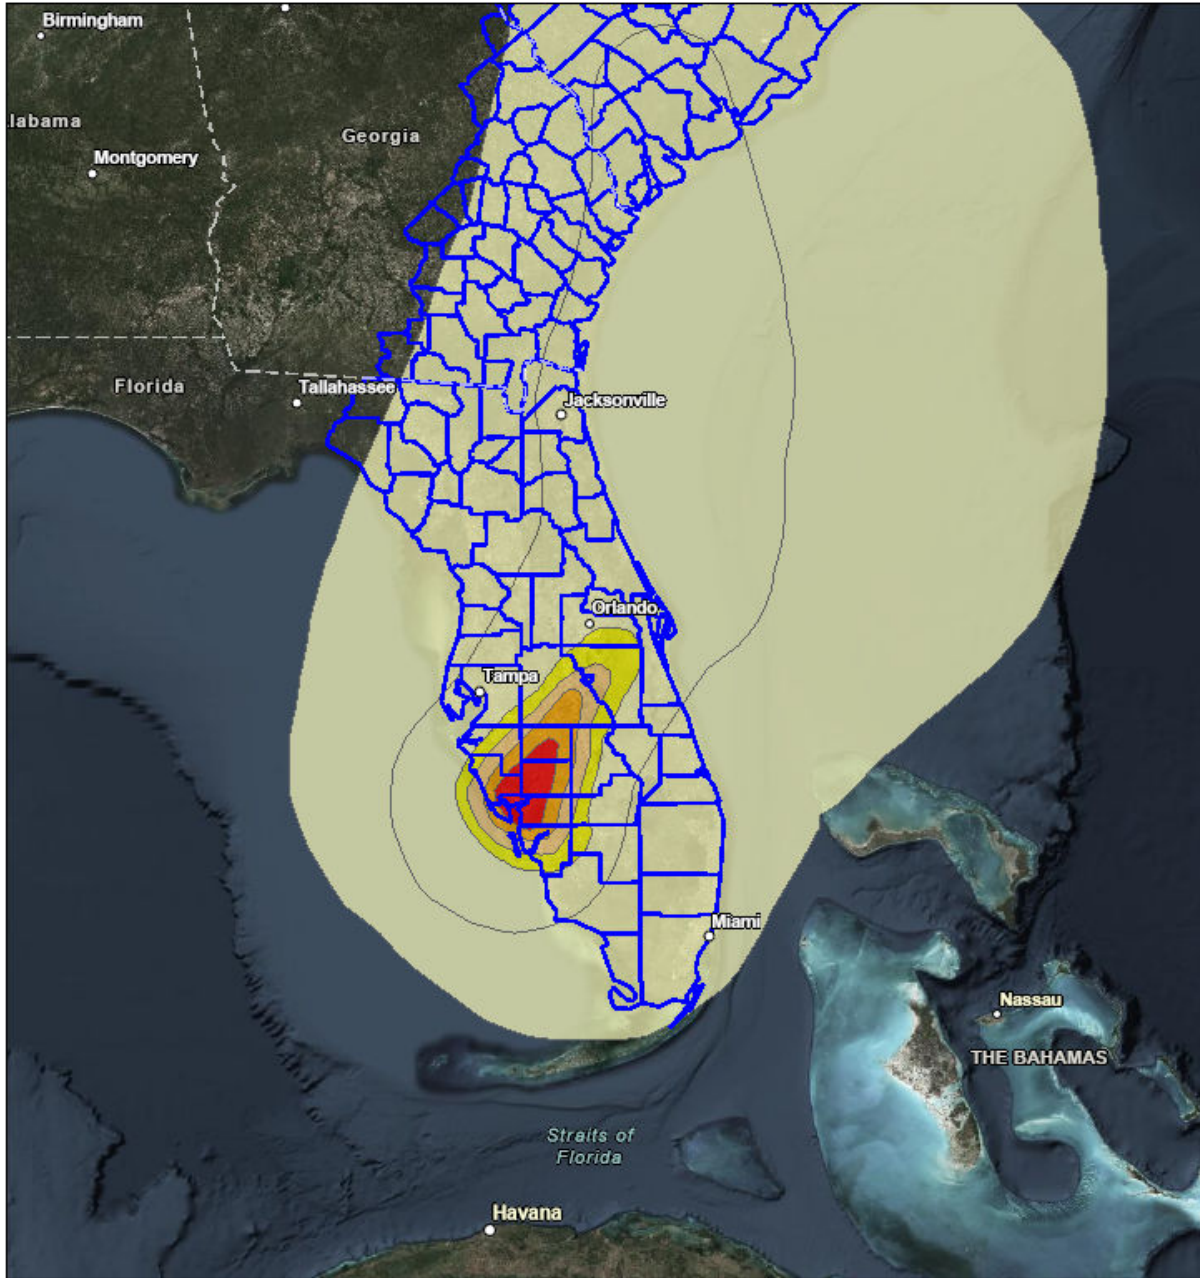 Birmingham
labama
Georgia
Montgomery
Florida
Tallahassee
Jacksonville
Orlando
Tampa
Miami
Nassau
THE BAHAMAS
Straits of
Florida
Havana